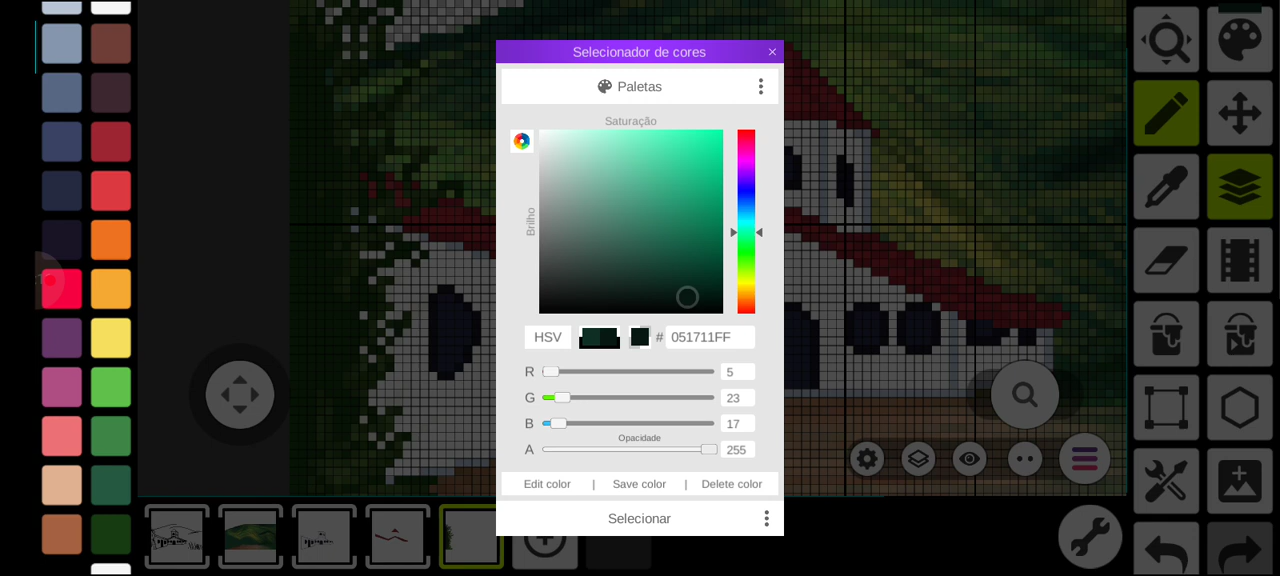 Selecionador de cores ×
Paletas
Saturação
Brilho
HSV # 051711FF
R 5
G 23
B 17
Opacidade
A 255
Edit color | Save color | Delete color
Selecionar